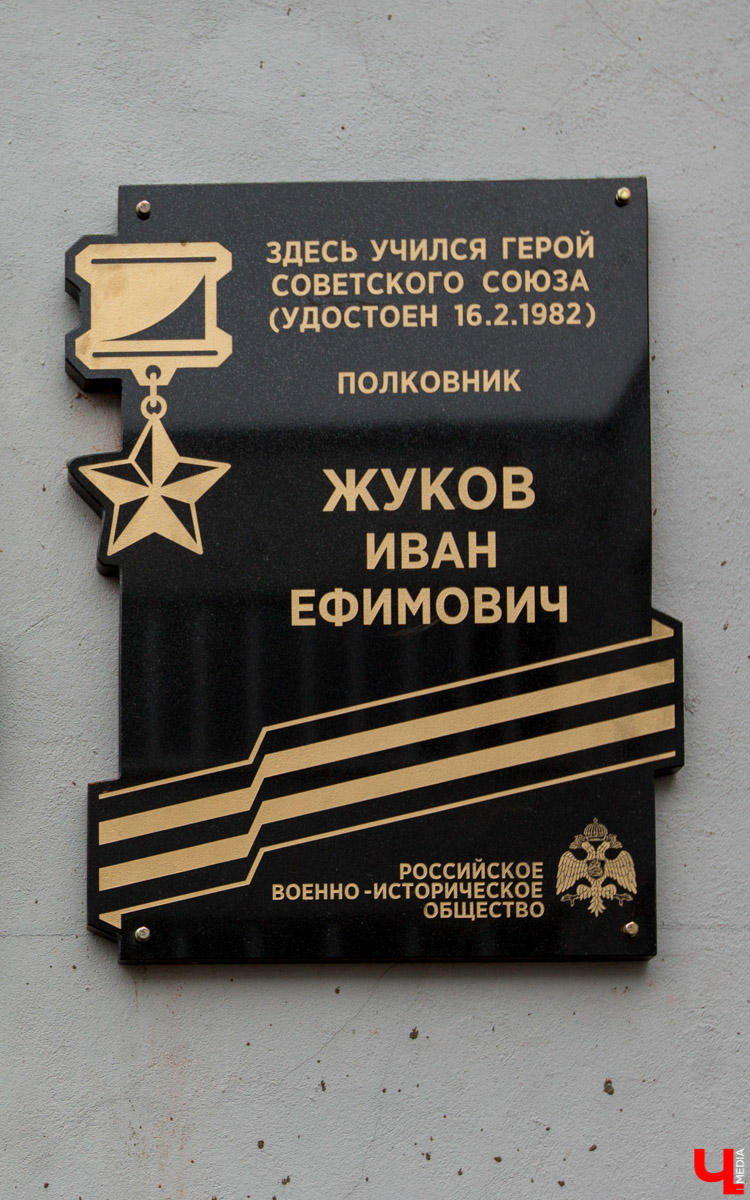 ЗДЕСЬ УЧИЛСЯ ГЕРОЙ
СОВЕТСКОГО СОЮЗА
(УДОСТОЕН 16.2.1982)
ПОЛКОВНИК
ЖУКОВ
ИВАН
ЕФИМОВИЧ
РОССИЙСКОЕ
ВОЕННО-ИСТОРИЧЕСКОЕ
ОБЩЕСТВО
Ч MEDIA